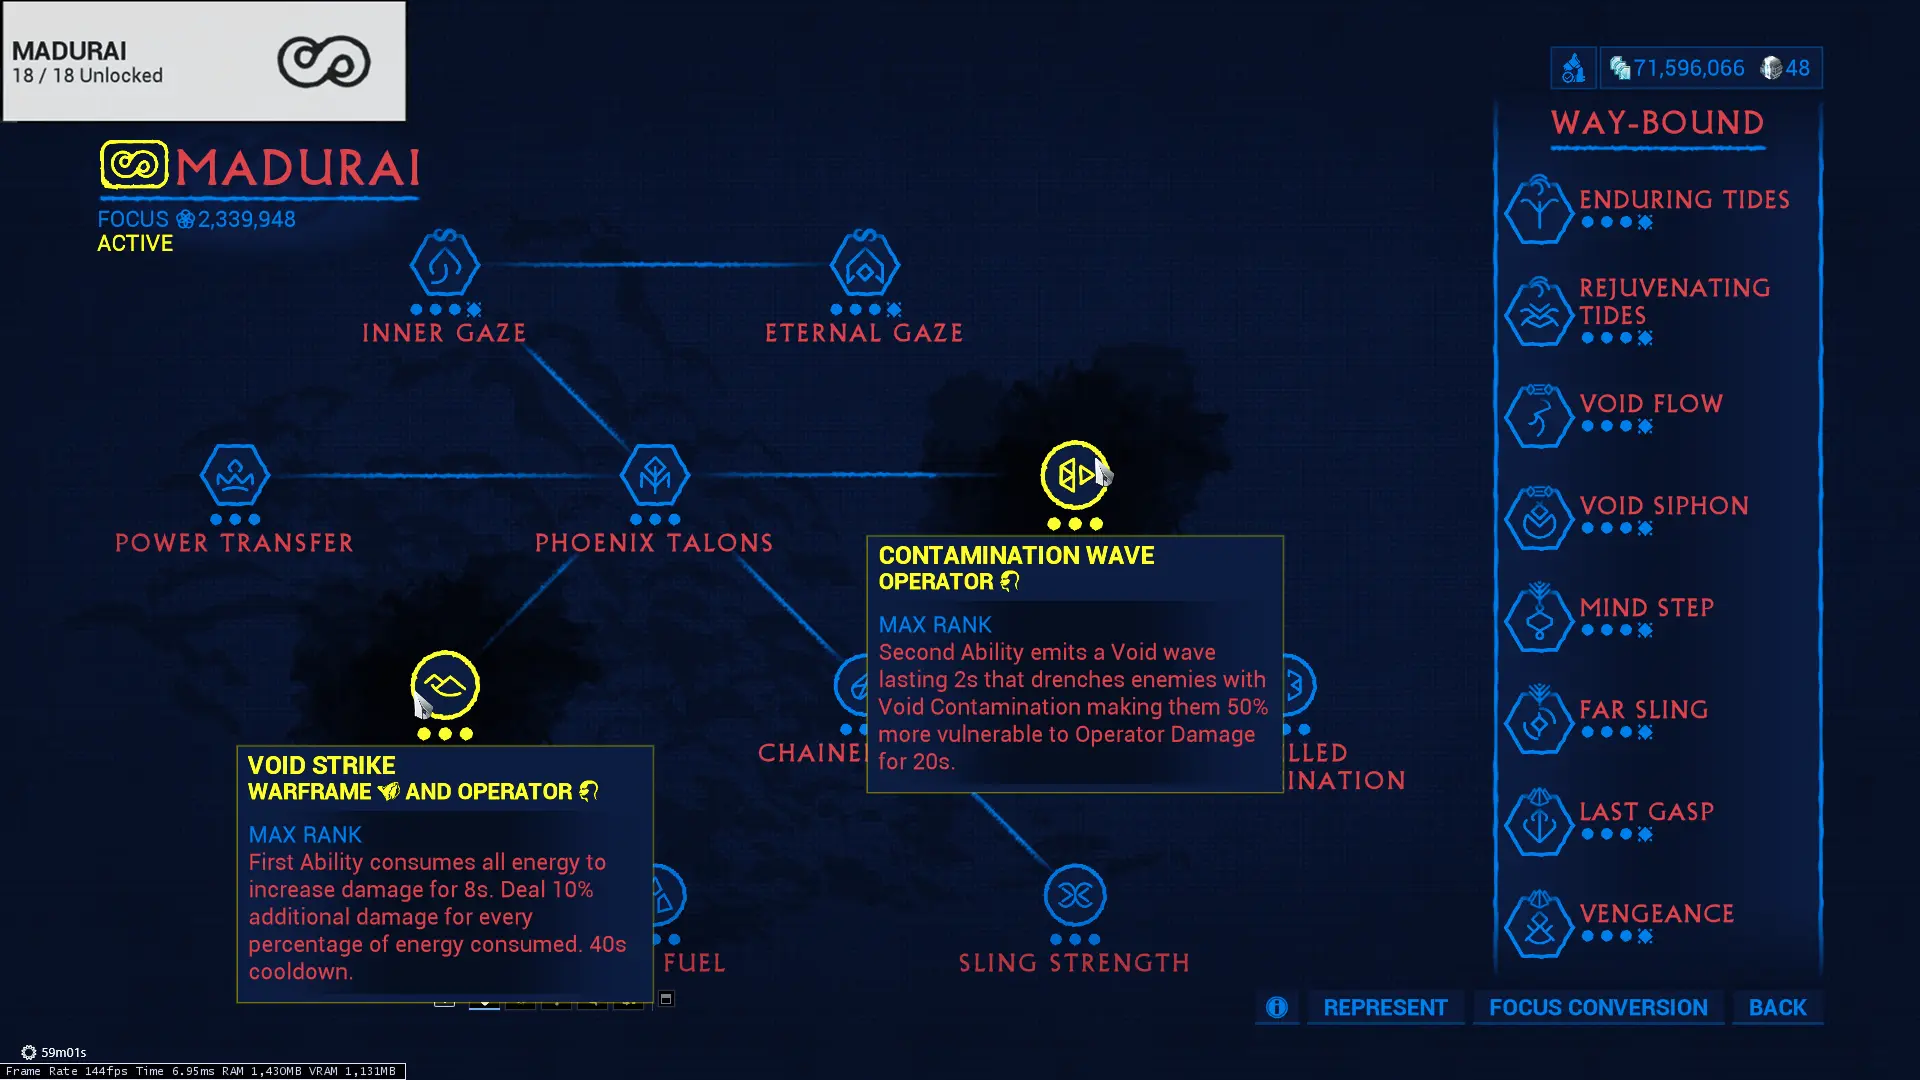 MADURAI
18 / 18 Unlocked
71,596,066 48
WAY-BOUND
MADURAI
FOCUS 2,339,948
ACTIVE
INNER GAZE
ETERNAL GAZE
POWER TRANSFER
PHOENIX TALONS
CONTAMINATION WAVE
OPERATOR
MAX RANK
Second Ability emits a Void wave
lasting 2s that drenches enemies with
Void Contamination making them 50%
more vulnerable to Operator Damage
for 20s.
VOID STRIKE
WARFRAME AND OPERATOR
MAX RANK
First Ability consumes all energy to
increase damage for 8s. Deal 10%
additional damage for every
percentage of energy consumed. 40s
cooldown.
FUEL
SLING STRENGTH
ENDURING TIDES
REJUVENATING
TIDES
VOID FLOW
VOID SIPHON
MIND STEP
FAR SLING
LAST GASP
VENGEANCE
REPRESENT
FOCUS CONVERSION
BACK
59m01s
Frame Rate 144fps Time 6.95ms RAM 1,430MB VRAM 1,131MB